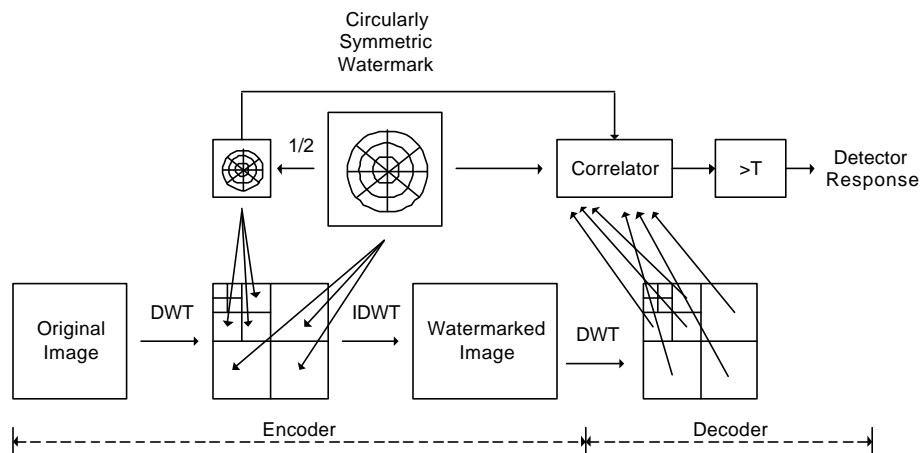 Circularly
Symmetric
Watermark
1/2
Correlator
>T
Detector
Response
Original
Image
DWT
IDWT
Watermarked
Image
DWT
Encoder
Decoder